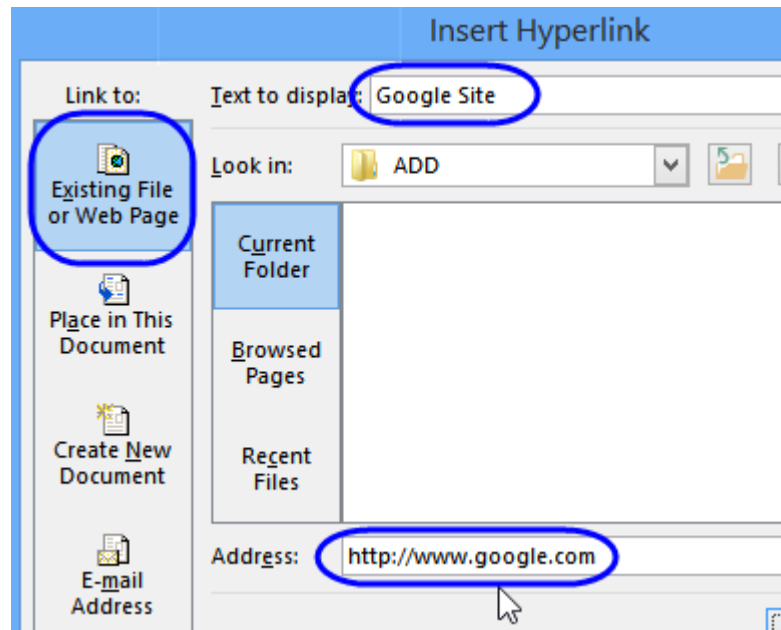 Insert Hyperlink
Link to:
Text to display: Google Site
Existing File
or Web Page
Look in: ADD
Current
Folder
Place in This
Document
Browsed
Pages
Create New
Document
Recent
Files
Address: http://www.google.com
E-mail
Address